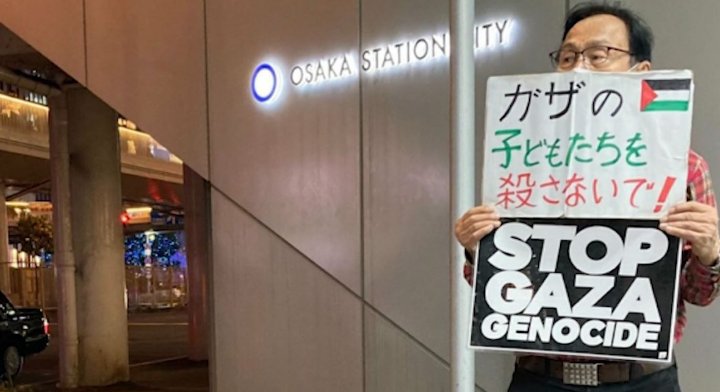 OSAKA STATION CITY
ガザの
子どもたちを
殺さないで!
STOP
GAZA
GENOCIDE.